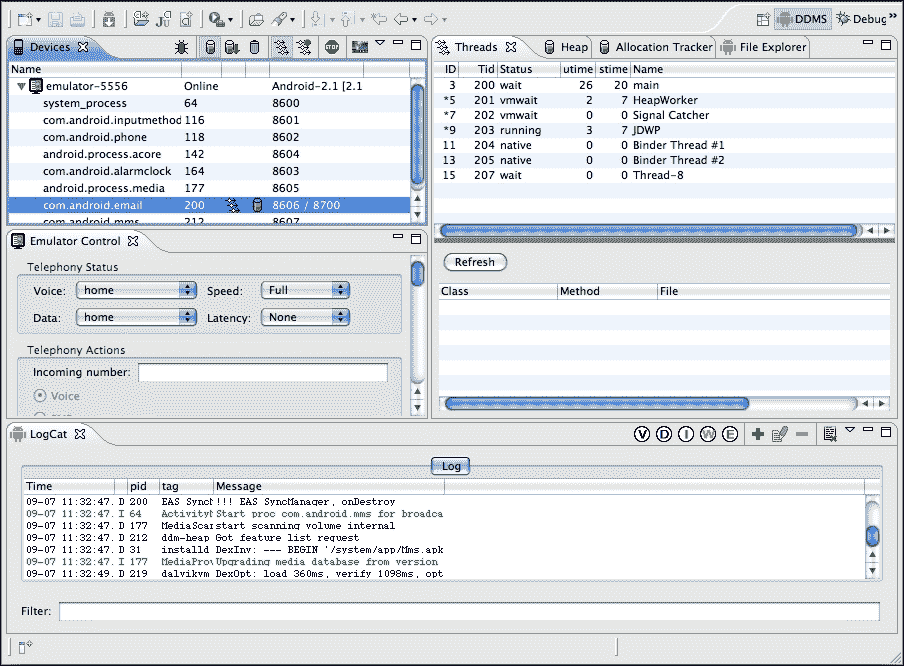 DDMS Debug »
Devices
Name
emulator-5556 Online Android-2.1 [2.1
system_process 64 8600
com.android.inputmethod 116 8601
com.android.phone 118 8602
android.process.acore 142 8604
com.android.alarmclock 164 8603
android.process.media 177 8605
com.android.email 200 8606 / 8700
com.android.mms 212 8607
Threads Heap Allocation Tracker File Explorer
ID Tid Status utime stime Name
3 200 wait 26 20 main
*5 201 vmwait 2 7 HeapWorker
*7 202 vmwait 0 0 Signal Catcher
*9 203 running 3 7 JDWP
11 204 native 0 0 Binder Thread #1
13 205 native 0 0 Binder Thread #2
15 207 wait 0 0 Thread-8
Refresh
Class Method File
Emulator Control
Telephony Status
Voice: home Speed: Full
Data: home Latency: None
Telephony Actions
Incoming number:
Voice
LogCat
V D I W E
Log
Time pid tag Message
09-07 11:32:47. D 200 EAS SyncM !!! EAS SyncManager, onDestroy
09-07 11:32:47. I 64 ActivityM Start proc com.android.mms for broadca
09-07 11:32:47. D 177 MediaScan start scanning volume internal
09-07 11:32:47. D 212 ddm-heap Got feature list request
09-07 11:32:47. D 31 installd DexInv: --- BEGIN '/system/app/Mms.apk
09-07 11:32:47. I 177 MediaProv Upgrading media database from version
09-07 11:32:49. D 219 dalvikvm DexOpt: load 360ms, verify 1098ms, opt
Filter: